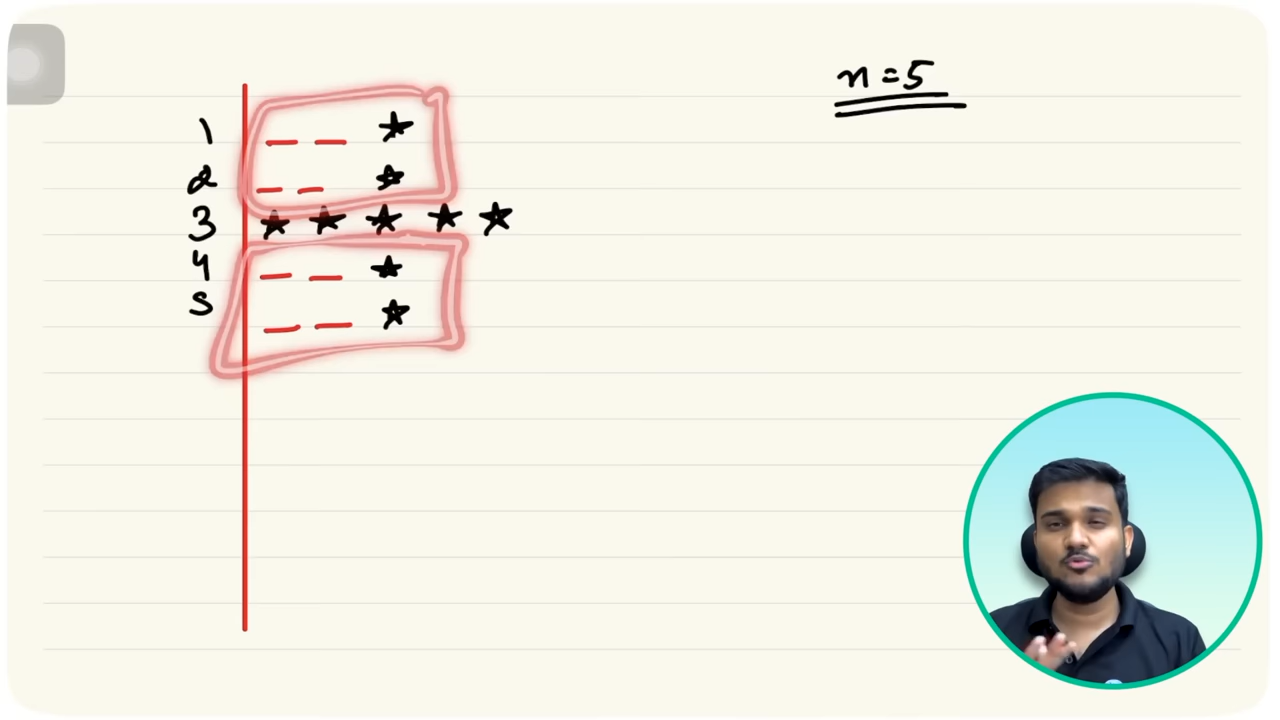 n = 5
1 _ _ ★
2 _ _ ★
3 ★ ★ ★ ★ ★
4 _ _ ★
5 _ _ ★